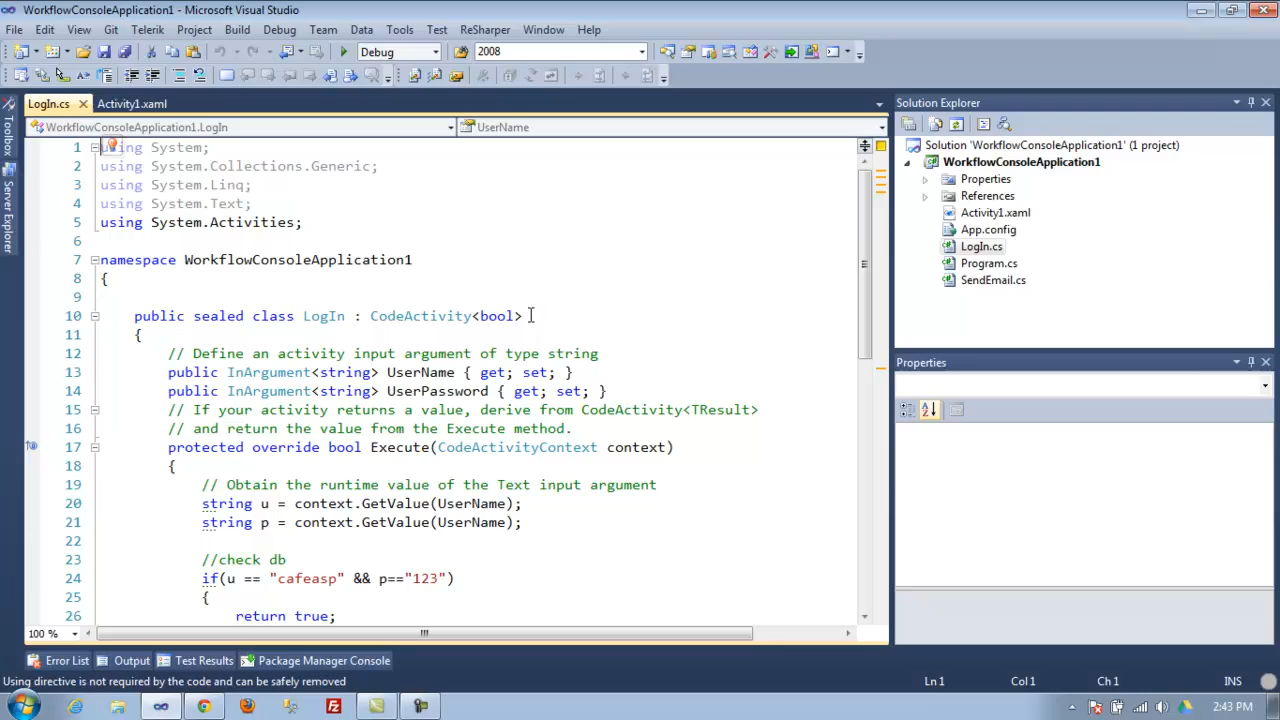 WorkflowConsoleApplication1 - Microsoft Visual Studio
File Edit View Git Telerik Project Build Debug Team Data Tools Test ReSharper Window Help
Debug 2008
LogIn.cs Activity1.xaml
WorkflowConsoleApplication1.LogIn UserName
1 using System;
2 using System.Collections.Generic;
3 using System.Linq;
4 using System.Text;
5 using System.Activities;
6
7 namespace WorkflowConsoleApplication1
8 {
9
10 public sealed class LogIn : CodeActivity<bool>
11 {
12 // Define an activity input argument of type string
13 public InArgument<string> UserName { get; set; }
14 public InArgument<string> UserPassword { get; set; }
15 // If your activity returns a value, derive from CodeActivity<TResult>
16 // and return the value from the Execute method.
17 protected override bool Execute(CodeActivityContext context)
18 {
19 // Obtain the runtime value of the Text input argument
20 string u = context.GetValue(UserName);
21 string p = context.GetValue(UserName);
22
23 //check db
24 if(u == "cafeasp" && p=="123")
25 {
26 return true;
100 %
Toolbox
Server Explorer
Solution Explorer
Solution 'WorkflowConsoleApplication1' (1 project)
WorkflowConsoleApplication1
Properties
References
Activity1.xaml
App.config
LogIn.cs
Program.cs
SendEmail.cs
Properties
Error List Output Test Results Package Manager Console
Using directive is not required by the code and can be safely removed Ln 1 Col 1 Ch 1 INS
2:43 PM